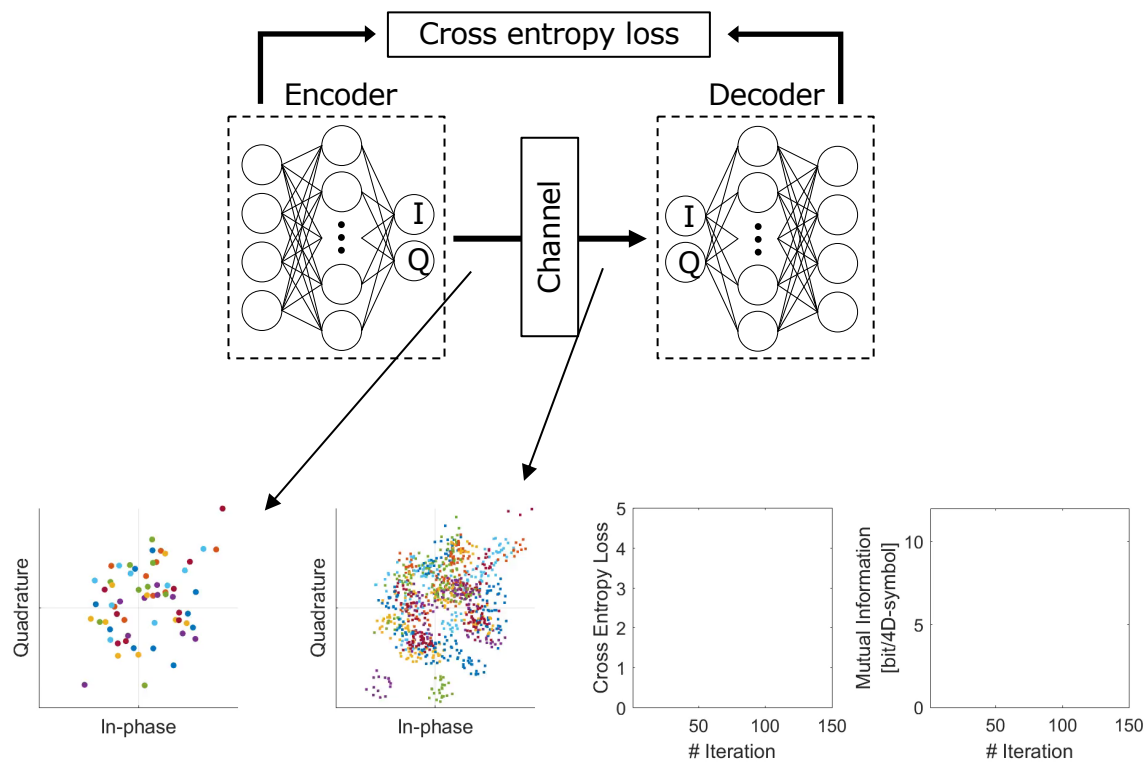 Cross entropy loss
Encoder
Decoder
I
Q
Channel
I
Q
Quadrature
In-phase
Quadrature
In-phase
Cross Entropy Loss
5
4
3
2
1
0
50 100 150
# Iteration
Mutual Information
[bit/4D-symbol]
10
5
0
50 100 150
# Iteration